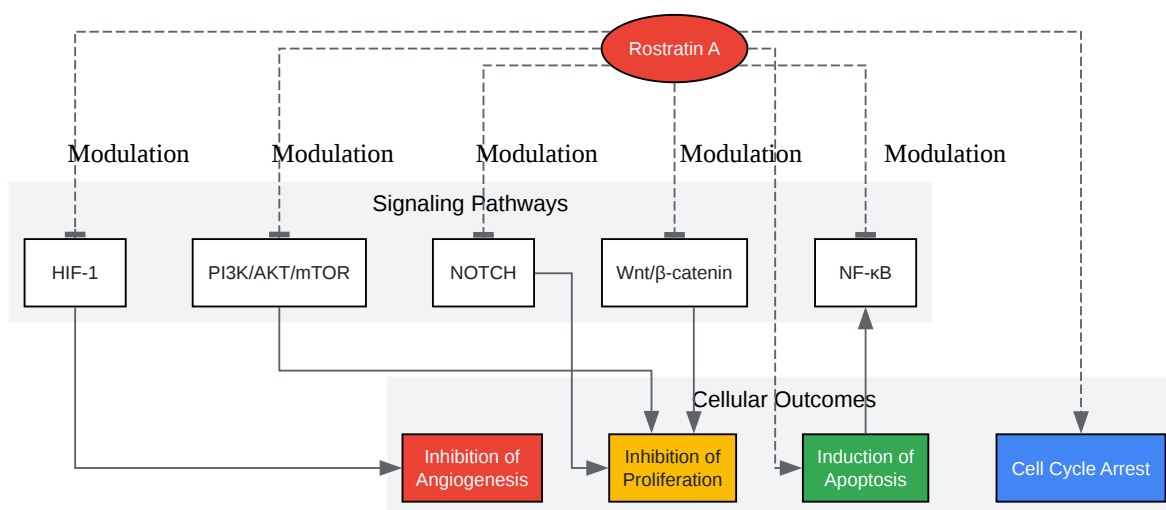 Rostratin A
Modulation
Modulation
Modulation
Modulation
Modulation
Signaling Pathways
HIF-1
PI3K/AKT/mTOR
NOTCH
Wnt/β-catenin
NF-κB
Cellular Outcomes
Inhibition of
Angiogenesis
Inhibition of
Proliferation
Induction of
Apoptosis
Cell Cycle Arrest